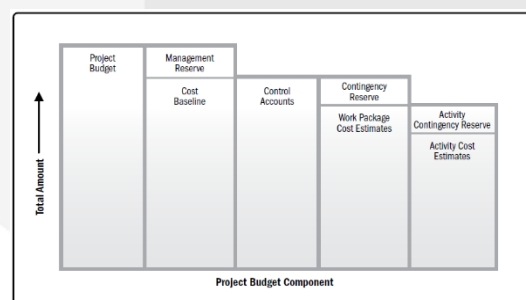 Project
Budget
Management
Reserve
Cost
Baseline
Control
Accounts
Contingency
Reserve
Work Package
Cost Estimates
Activity
Contingency Reserve
Activity Cost
Estimates
Total Amount
Project Budget Component